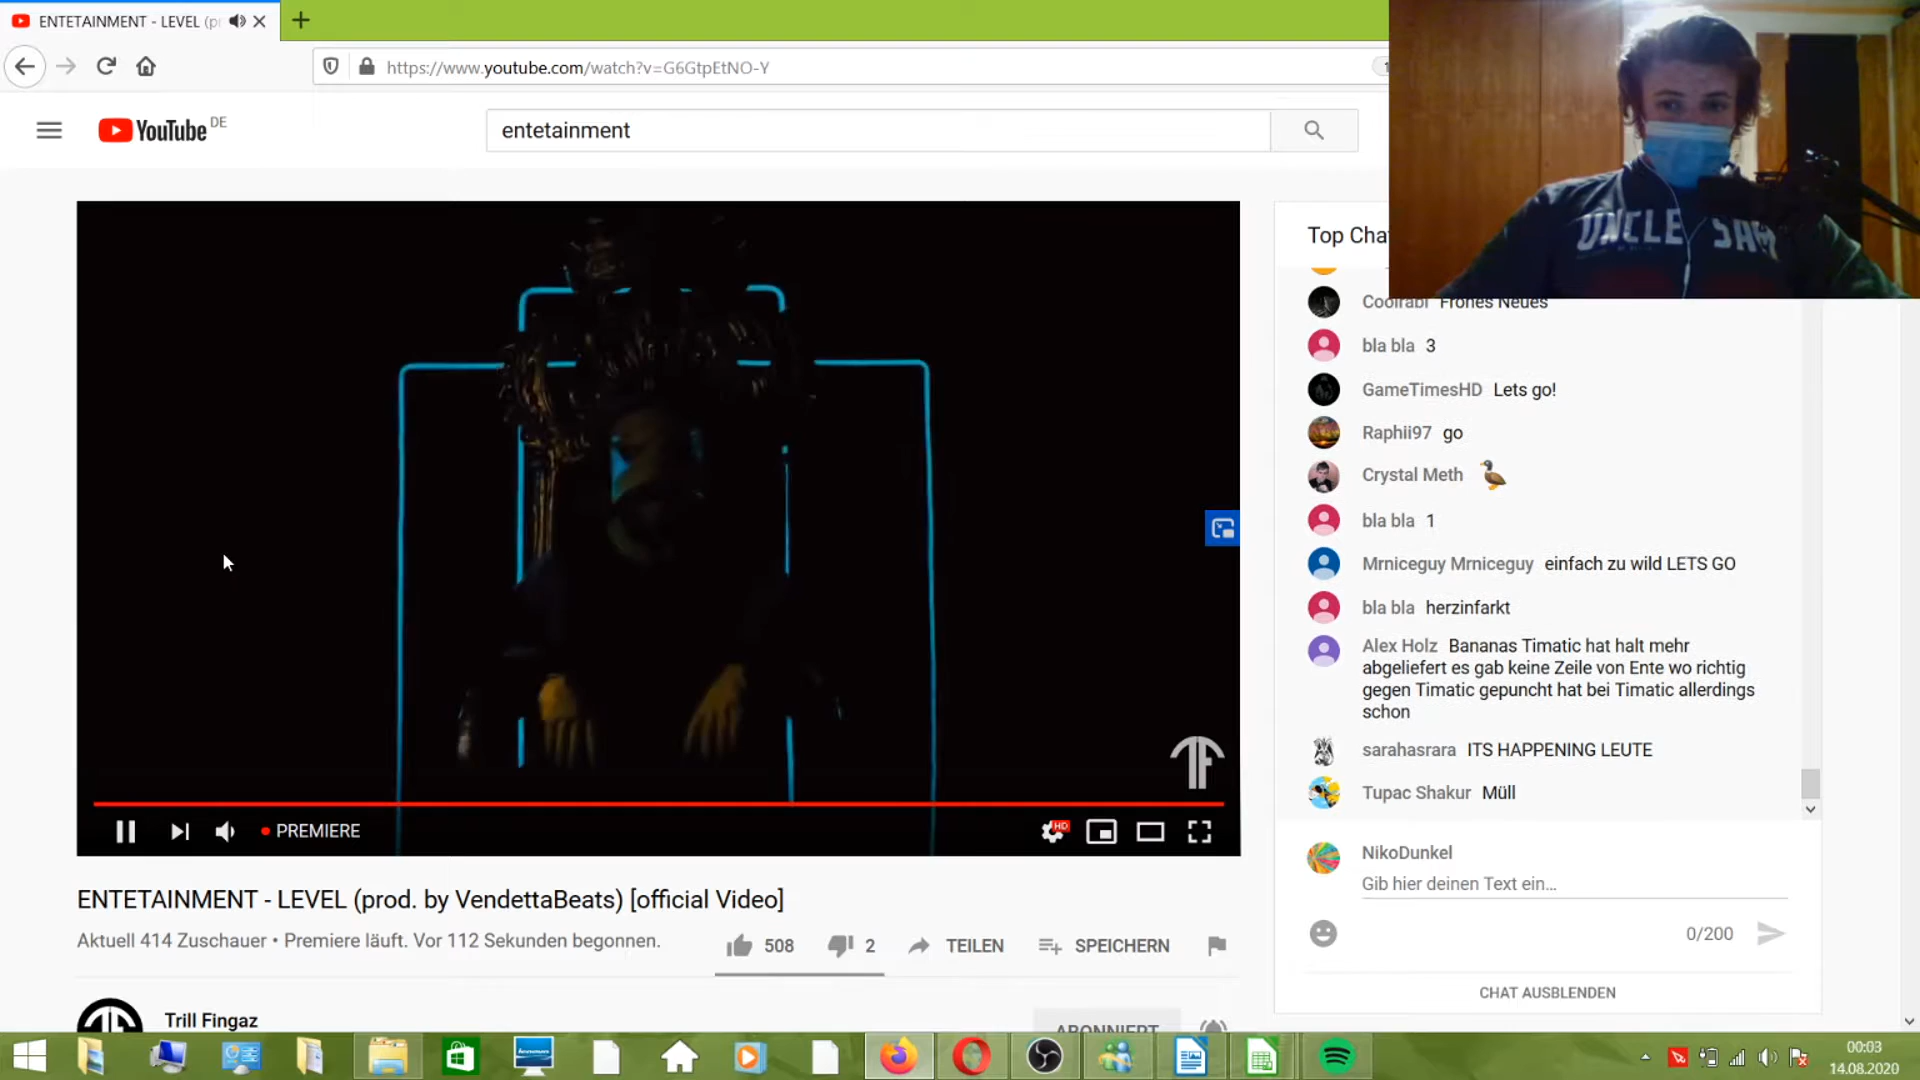 ENTETAINMENT - LEVEL (p
https://www.youtube.com/watch?v=G6GtpEtNO-Y
YouTube DE
entetainment
UNCLE SAM
Top Chat
Coolrabi Frohes Neues
bla bla 3
GameTimesHD Lets go!
Raphii97 go
Crystal Meth
bla bla 1
Mrniceguy Mrniceguy einfach zu wild LETS GO
bla bla herzinfarkt
Alex Holz Bananas Timatic hat halt mehr
abgeliefert es gab keine Zeile von Ente wo richtig
gegen Timatic gepuncht hat bei Timatic allerdings
schon
sarahasrara ITS HAPPENING LEUTE
Tupac Shakur Müll
TF
PREMIERE
HD
NikoDunkel
Gib hier deinen Text ein...
0/200
CHAT AUSBLENDEN
ENTETAINMENT - LEVEL (prod. by VendettaBeats) [official Video]
Aktuell 414 Zuschauer • Premiere läuft. Vor 112 Sekunden begonnen.
508 2 TEILEN SPEICHERN
Trill Fingaz
ABONNIERT
lenovo
00:03
14.08.2020